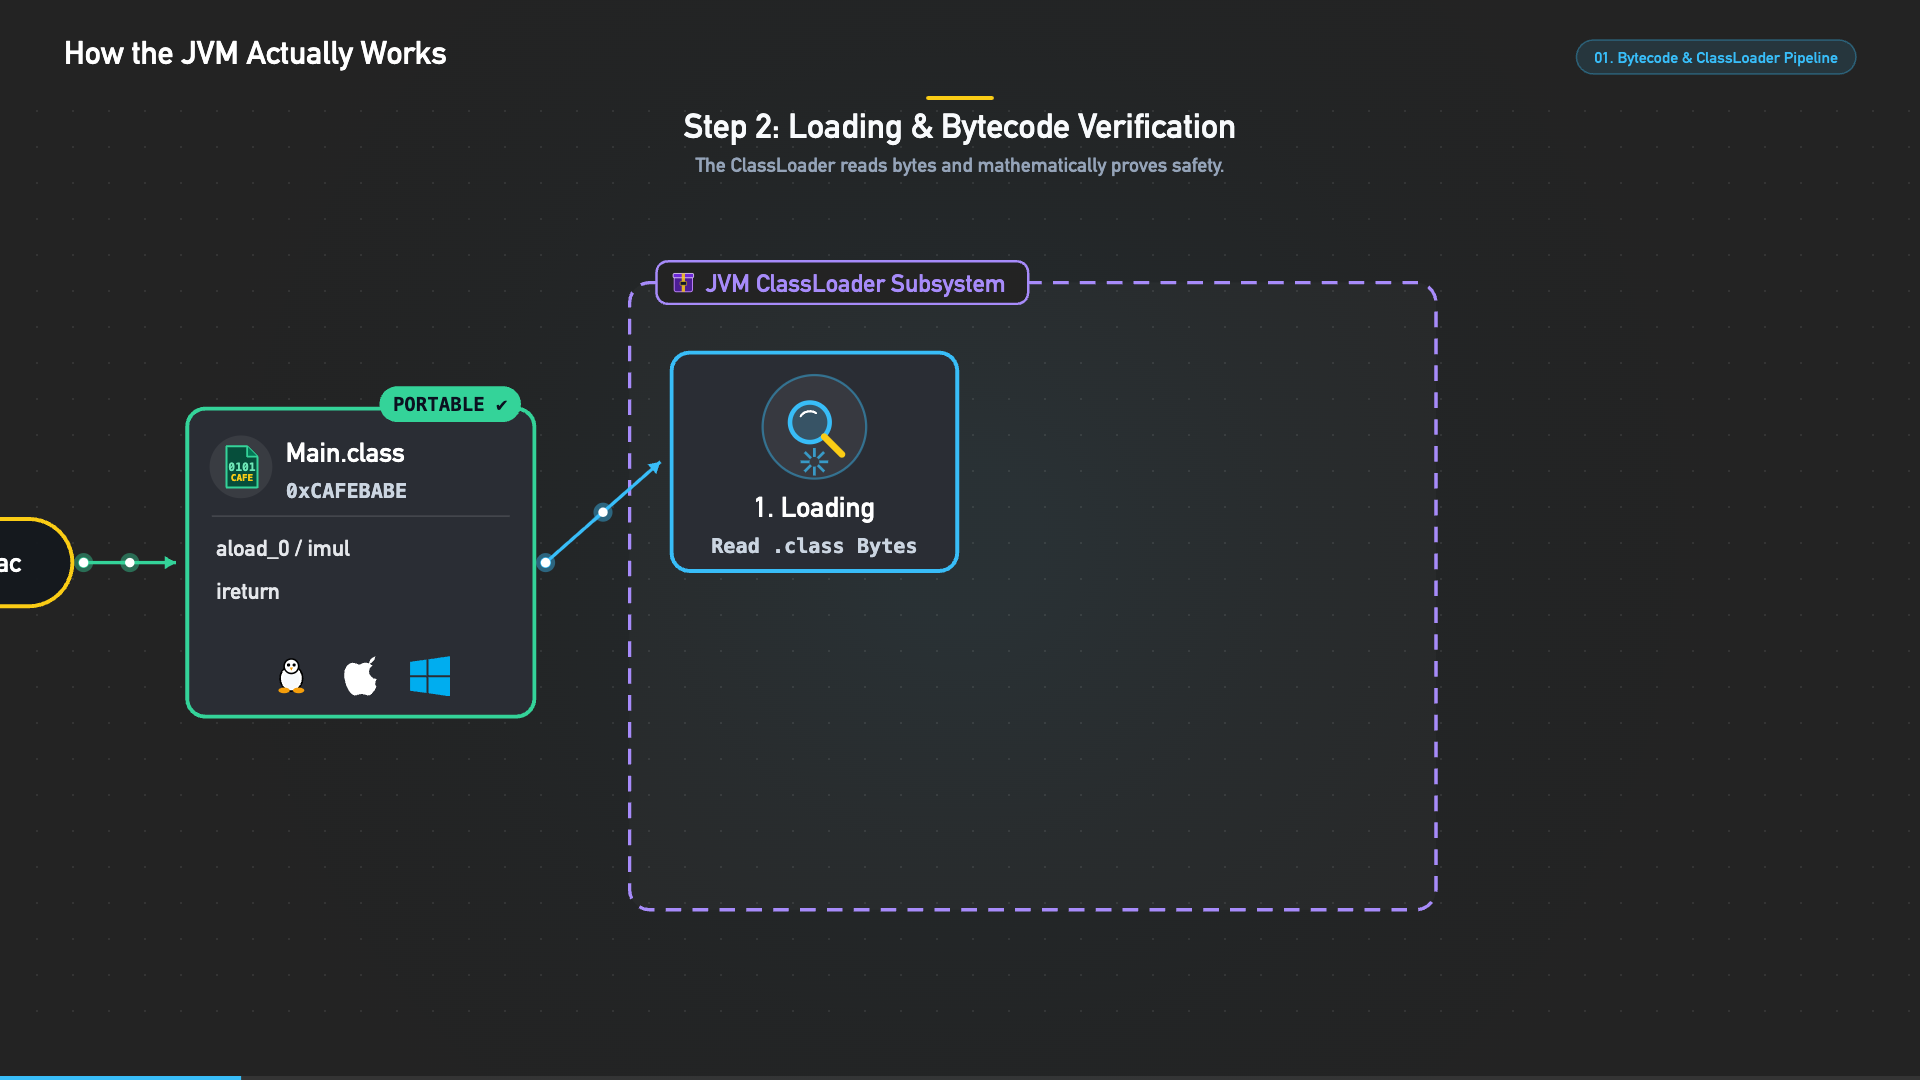 How the JVM Actually Works
01. Bytecode & ClassLoader Pipeline
Step 2: Loading & Bytecode Verification
The ClassLoader reads bytes and mathematically proves safety.
JVM ClassLoader Subsystem
PORTABLE ✔
0101
CAFE
Main.class
0xCAFEBABE
aload_0 / imul
ireturn
ac
1. Loading
Read .class Bytes